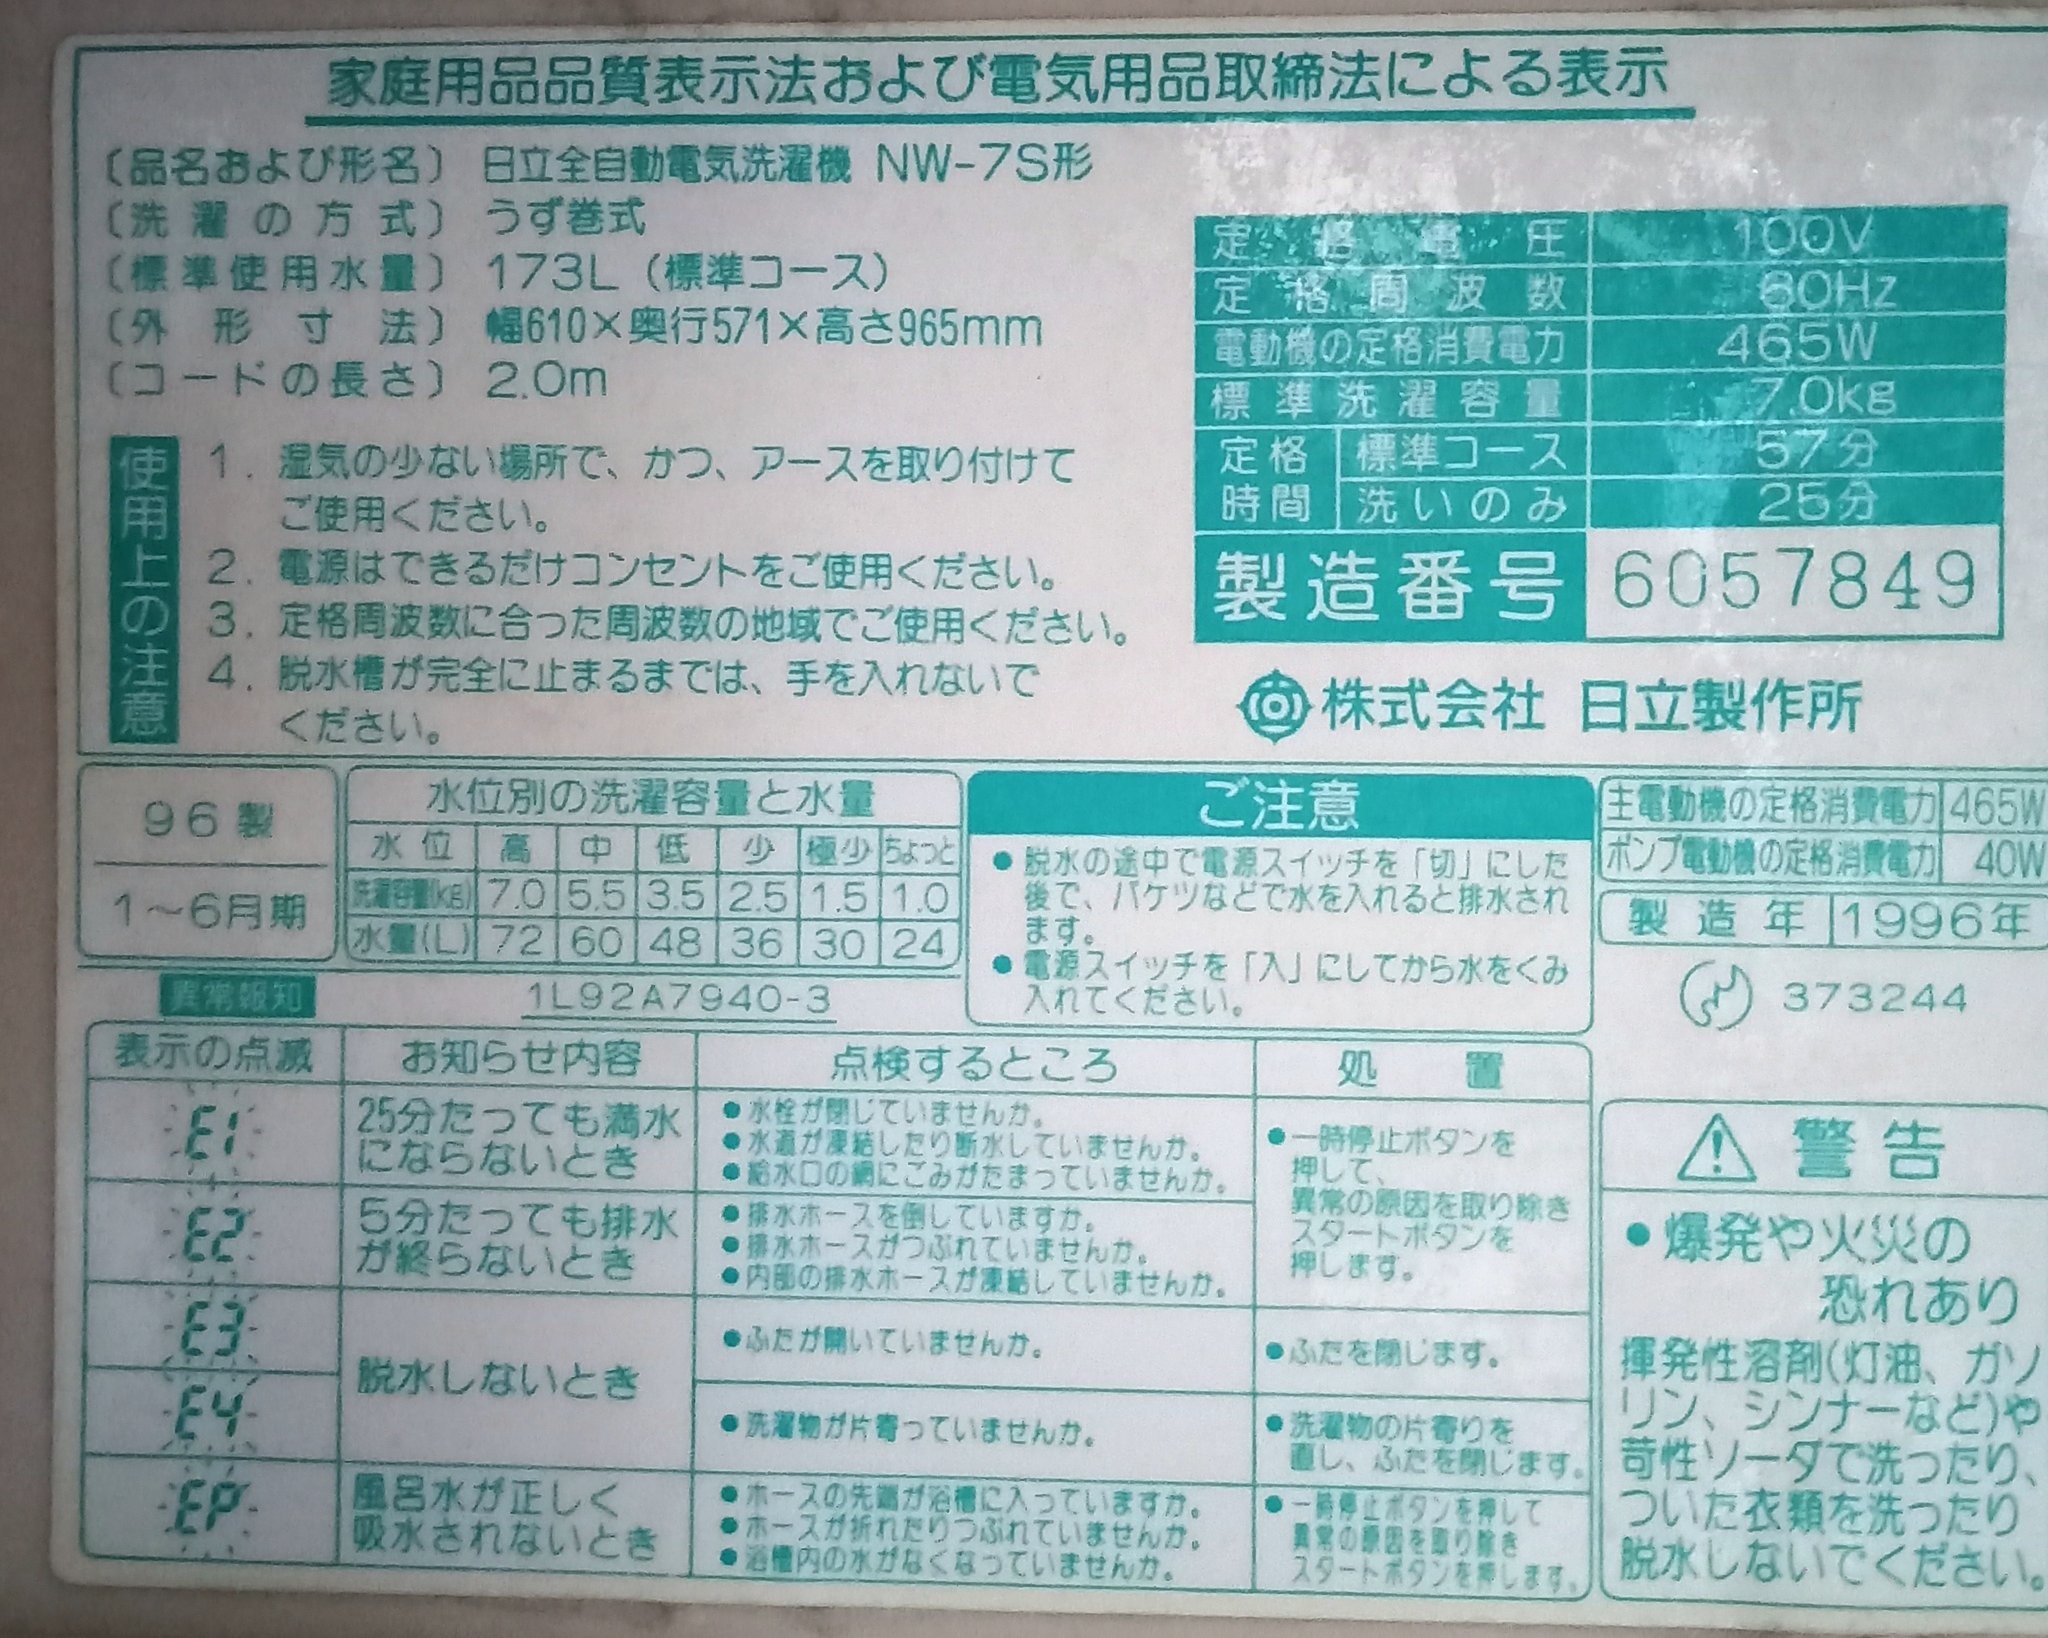 家庭用品品質表示法および電気用品取締法による表示
〔品名および形名〕 日立全自動電気洗濯機 NW-7S形
〔洗濯の方式〕 うず巻式
〔標準使用水量〕 173L（標準コース）
〔外形寸法〕 幅610×奥行571×高さ965mm
〔コードの長さ〕 2.0m
使用上の注意
1. 湿気の少ない場所で、かつ、アースを取り付けて
ご使用ください。
2. 電源はできるだけコンセントをご使用ください。
3. 定格周波数に合った周波数の地域でご使用ください。
4. 脱水槽が完全に止まるまでは、手を入れないで
ください。
定格電圧 100V
定格周波数 60Hz
電動機の定格消費電力 465W
標準洗濯容量 7.0kg
定格時間 標準コース 57分
洗いのみ 25分
製造番号 6057849
株式会社 日立製作所
96製
1～6月期
水位別の洗濯容量と水量
水位 高 中 低 少 極少 ちょっと
洗濯容量(kg) 7.0 5.5 3.5 2.5 1.5 1.0
水量(L) 72 60 48 36 30 24
ご注意
●脱水の途中で電源スイッチを「切」にした
後で、バケツなどで水を入れると排水され
ます。
●電源スイッチを「入」にしてから水をくみ
入れてください。
主電動機の定格消費電力 465W
ポンプ電動機の定格消費電力 40W
製造年 1996年
373244
異常報知
1L92A7940-3
表示の点滅 お知らせ内容 点検するところ 処置
E1
25分たっても満水
にならないとき
●水栓が閉じていませんか。
●水道が凍結したり断水していませんか。
●給水口の網にごみがたまっていませんか。
●一時停止ボタンを
押して、
異常の原因を取り除き
スタートボタンを
押します。
E2
5分たっても排水
が終らないとき
●排水ホースを倒していますか。
●排水ホースがつぶれていませんか。
●内部の排水ホースが凍結していませんか。
E3
E4
脱水しないとき
●ふたが開いていませんか。
●ふたを閉じます。
●洗濯物が片寄っていませんか。
●洗濯物の片寄りを
直し、ふたを閉じます。
EP
風呂水が正しく
吸水されないとき
●ホースの先端が浴槽に入っていますか。
●ホースが折れたりつぶれていませんか。
●浴槽内の水がなくなっていませんか。
●一時停止ボタンを押して
異常の原因を取り除き
スタートボタンを押します。
警告
●爆発や火災の
恐れあり
揮発性溶剤(灯油、ガソ
リン、シンナーなど)や
苛性ソーダで洗ったり、
ついた衣類を洗ったり
脱水しないでください。